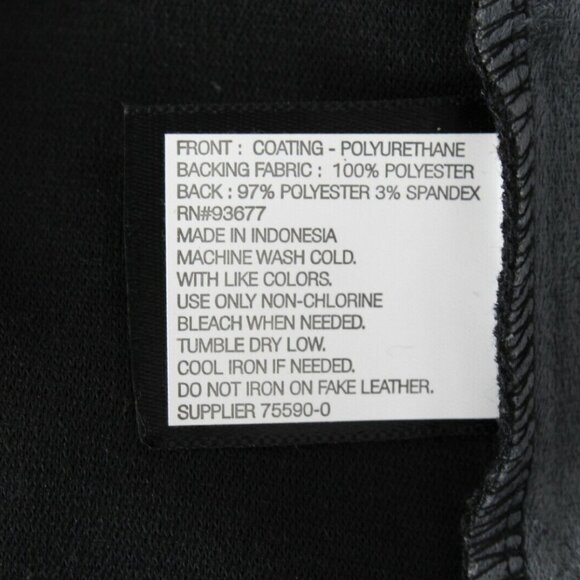 FRONT : COATING - POLYURETHANE
BACKING FABRIC : 100% POLYESTER
BACK : 97% POLYESTER 3% SPANDEX
RN#93677
MADE IN INDONESIA
MACHINE WASH COLD.
WITH LIKE COLORS.
USE ONLY NON-CHLORINE
BLEACH WHEN NEEDED.
TUMBLE DRY LOW.
COOL IRON IF NEEDED.
DO NOT IRON ON FAKE LEATHER.
SUPPLIER 75590-0